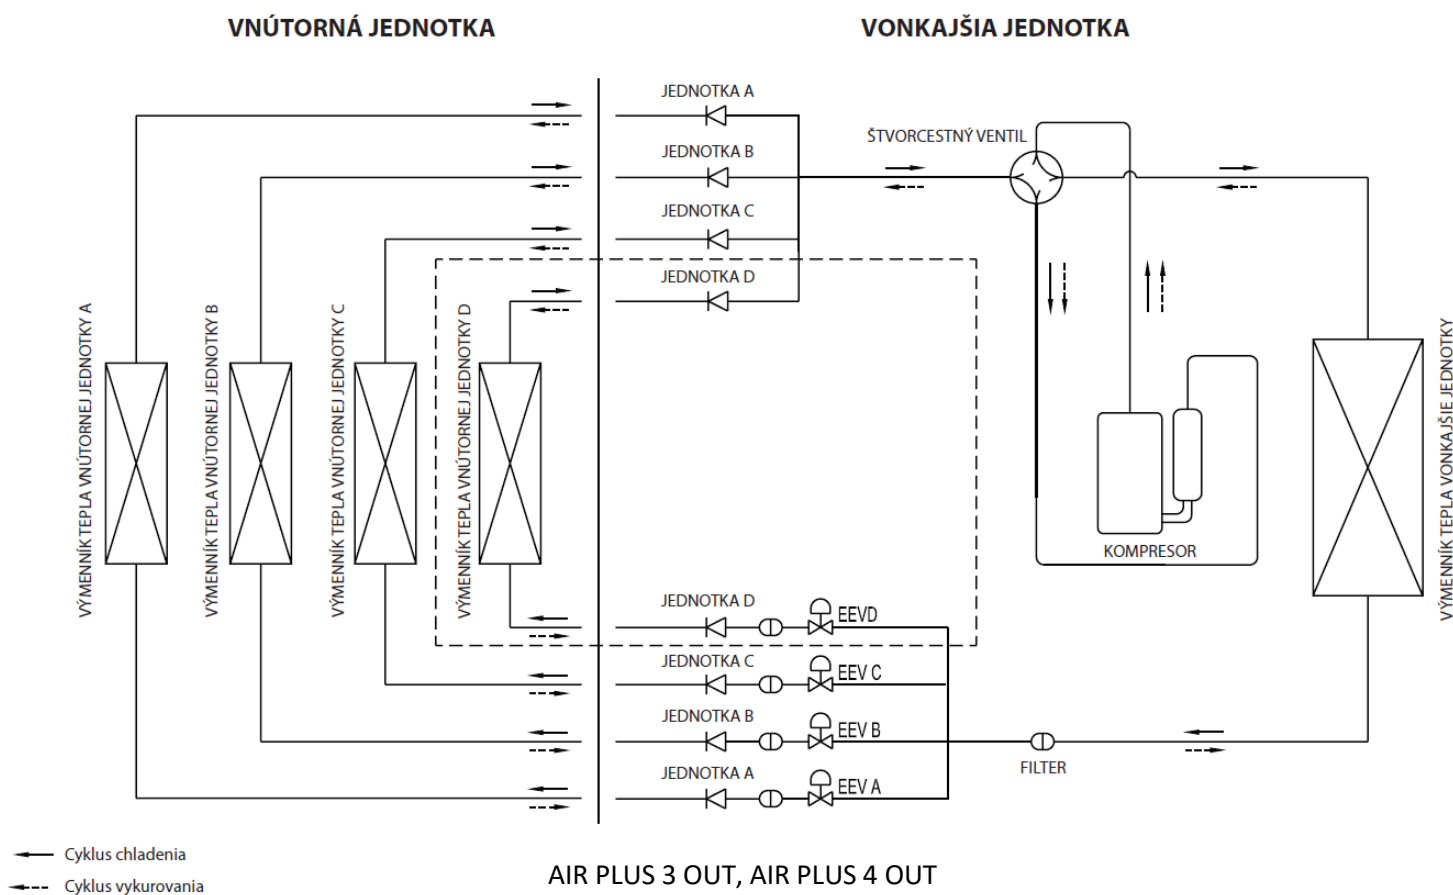 VNÚTORNÁ JEDNOTKA
VONKAJŠIA JEDNOTKA
JEDNOTKA A
JEDNOTKA B
JEDNOTKA C
JEDNOTKA D
ŠTVORCESTNÝ VENTIL
VÝMENNÍK TEPLA VNÚTORNEJ JEDNOTKY A
VÝMENNÍK TEPLA VNÚTORNEJ JEDNOTKY B
VÝMENNÍK TEPLA VNÚTORNEJ JEDNOTKY C
VÝMENNÍK TEPLA VNÚTORNEJ JEDNOTKY D
KOMPRESOR
VÝMENNÍK TEPLA VONKAJŠIE JEDNOTKY
JEDNOTKA D
EEVD
JEDNOTKA C
EEV C
JEDNOTKA B
EEV B
JEDNOTKA A
EEV A
FILTER
Cyklus chladenia
Cyklus vykurovania
AIR PLUS 3 OUT, AIR PLUS 4 OUT